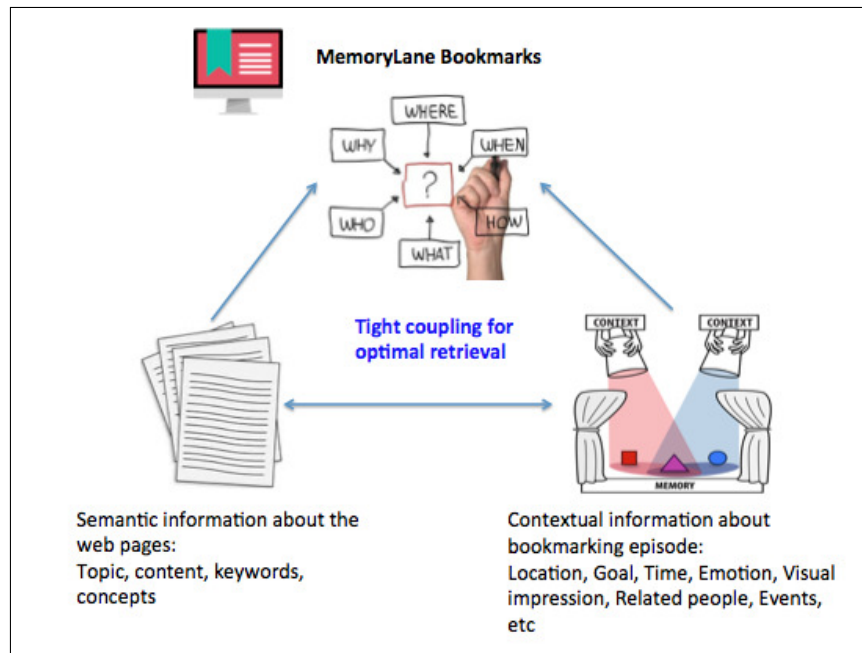 MemoryLane Bookmarks
WHERE
WHY
WHEN
?
WHO
HOW
WHAT
Tight coupling for
optimal retrieval
CONTEXT
CONTEXT
MEMORY
Semantic information about the
web pages:
Topic, content, keywords,
concepts
Contextual information about
bookmarking episode:
Location, Goal, Time, Emotion, Visual
impression, Related people, Events,
etc